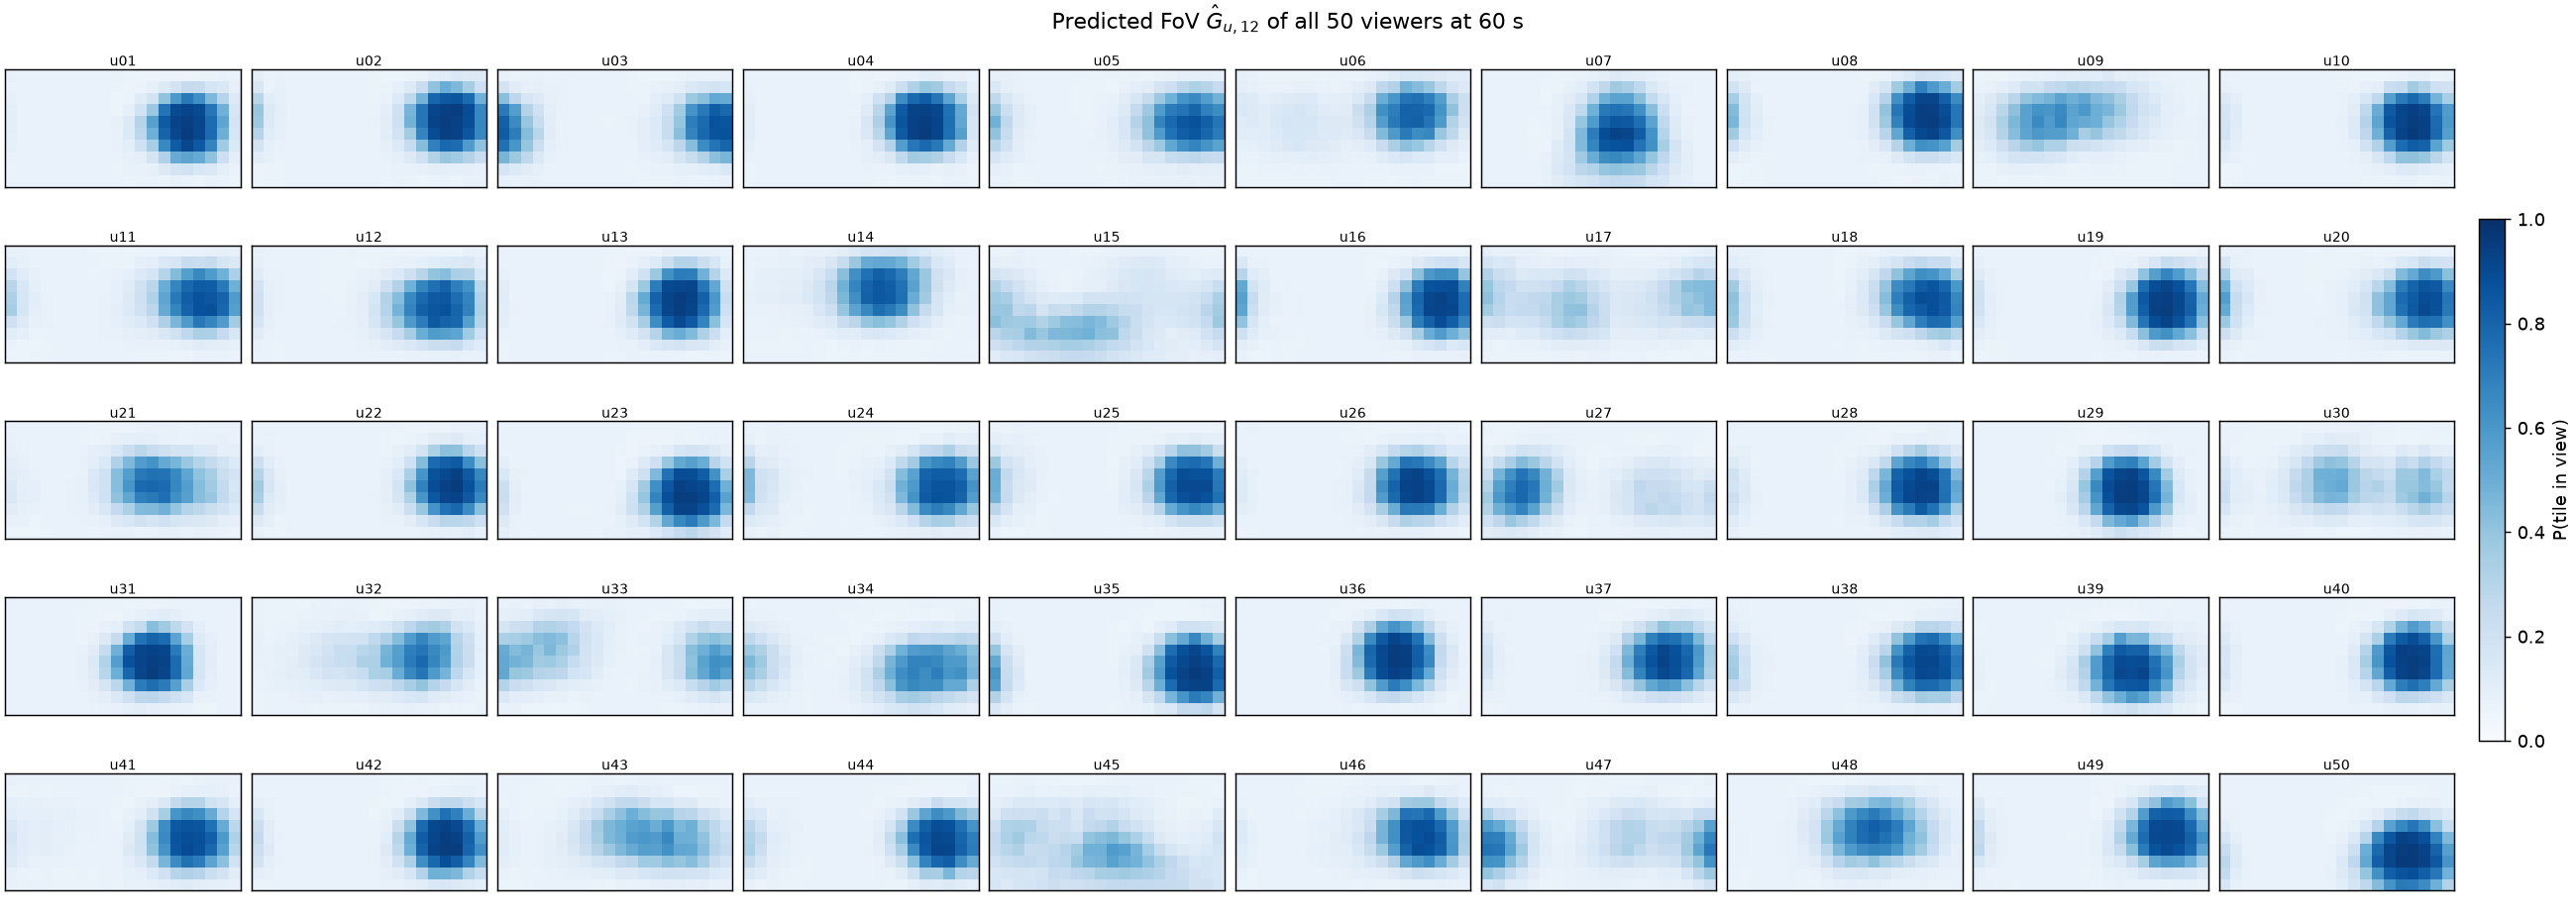 Predicted FoV Ĝu,12 of all 50 viewers at 60 s
u01 u02 u03 u04 u05 u06 u07 u08 u09 u10
u11 u12 u13 u14 u15 u16 u17 u18 u19 u20
u21 u22 u23 u24 u25 u26 u27 u28 u29 u30
u31 u32 u33 u34 u35 u36 u37 u38 u39 u40
u41 u42 u43 u44 u45 u46 u47 u48 u49 u50
1.0
0.8
0.6
0.4
0.2
0.0
P(tile in view)